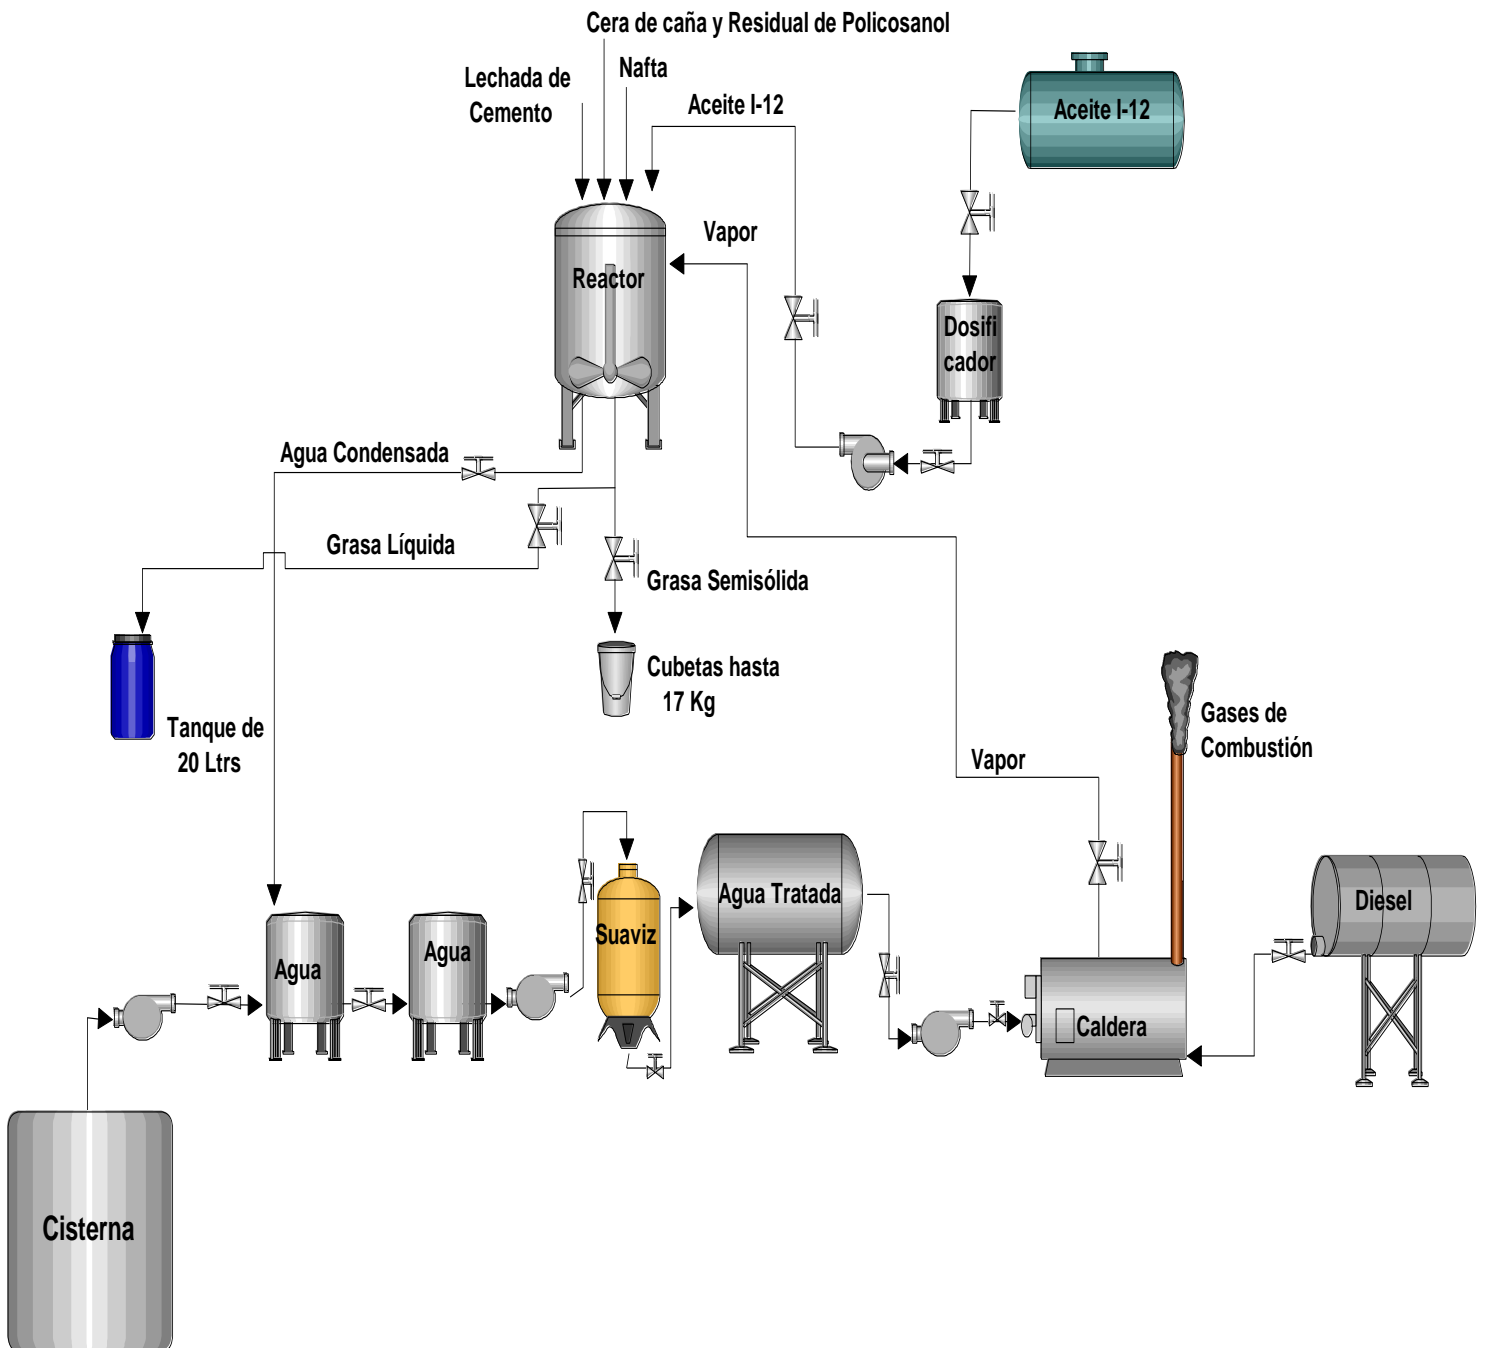 Cera de caña y Residual de Policosanol
Lechada de
Cemento
Nafta
Aceite I-12
Aceite I-12
Vapor
Reactor
Dosifi
cador
Agua Condensada
Grasa Líquida
Grasa Semisólida
Cubetas hasta
17 Kg
Tanque de
20 Ltrs
Gases de
Combustión
Vapor
Agua
Agua
Suaviz
Agua Tratada
Caldera
Diesel
Cisterna